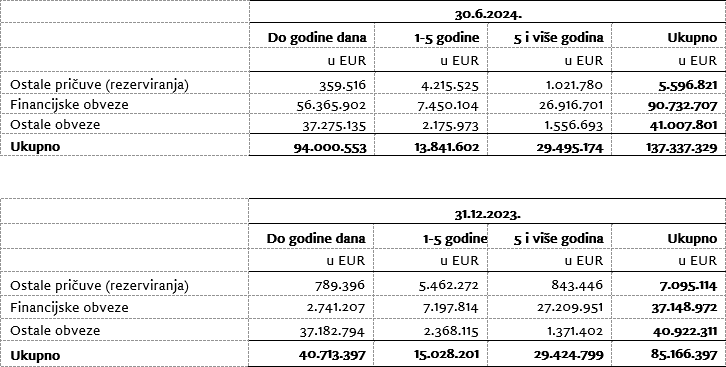 30.6.2024.
Do godine dana 1-5 godine 5 i više godina Ukupno
u EUR u EUR u EUR u EUR
Ostale pričuve (rezerviranja) 359.516 4.215.525 1.021.780 5.596.821
Financijske obveze 56.365.902 7.450.104 26.916.701 90.732.707
Ostale obveze 37.275.135 2.175.973 1.556.693 41.007.801
Ukupno 94.000.553 13.841.602 29.495.174 137.337.329
31.12.2023.
Do godine dana 1-5 godine 5 i više godina Ukupno
u EUR u EUR u EUR u EUR
Ostale pričuve (rezerviranja) 789.396 5.462.272 843.446 7.095.114
Financijske obveze 2.741.207 7.197.814 27.209.951 37.148.972
Ostale obveze 37.182.794 2.368.115 1.371.402 40.922.311
Ukupno 40.713.397 15.028.201 29.424.799 85.166.397